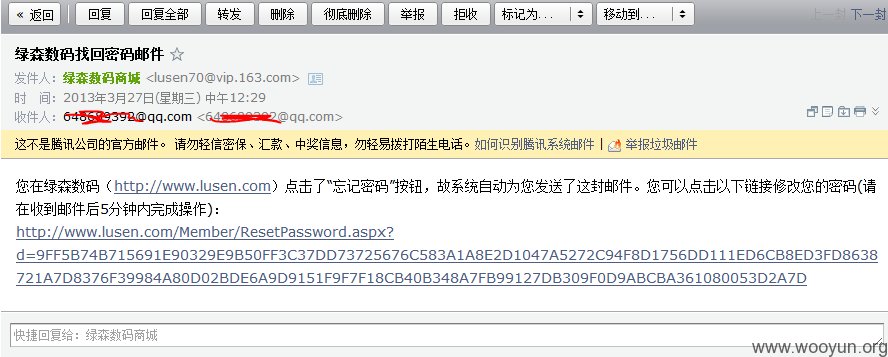 « 返回 回复 回复全部 转发 删除 彻底删除 举报 拒收 标记为... 移动到... 上一封 下一封
绿森数码找回密码邮件 ☆
发件人：绿森数码商城 <lusen70@vip.163.com>
时 间：2013年3月27日(星期三) 中午12:29
收件人： @qq.com < @qq.com>
这不是腾讯公司的官方邮件。 请勿轻信密保、汇款、中奖信息，勿轻易拨打陌生电话。如何识别腾讯系统邮件 | 举报垃圾邮件
您在绿森数码（http://www.lusen.com）点击了“忘记密码”按钮，故系统自动为您发送了这封邮件。您可以点击以下链接修改您的密码(请
在收到邮件后5分钟内完成操作)：
http://www.lusen.com/Member/ResetPassword.aspx?
d=9FF5B74B715691E90329E9B50FF3C37DD73725676C583A1A8E2D1047A5272C94F8D1756DD111ED6CB8ED3FD8638
721A7D8376F39984A80D02BDE6A9D9151F9F7F18CB40B348A7FB99127DB309F0D9ABCBA361080053D2A7D
快捷回复给：绿森数码商城
www.wooyun.org